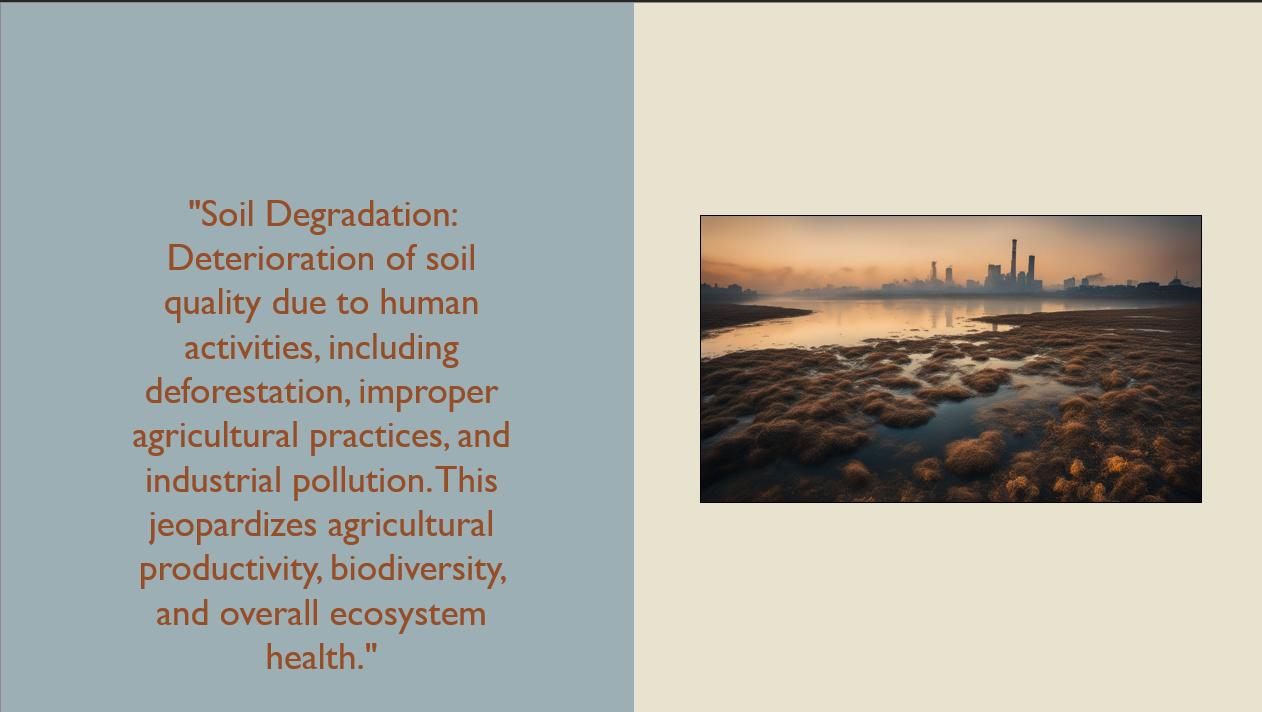 "Soil Degradation:
Deterioration of soil
quality due to human
activities, including
deforestation, improper
agricultural practices, and
industrial pollution. This
jeopardizes agricultural
productivity, biodiversity,
and overall ecosystem
health."